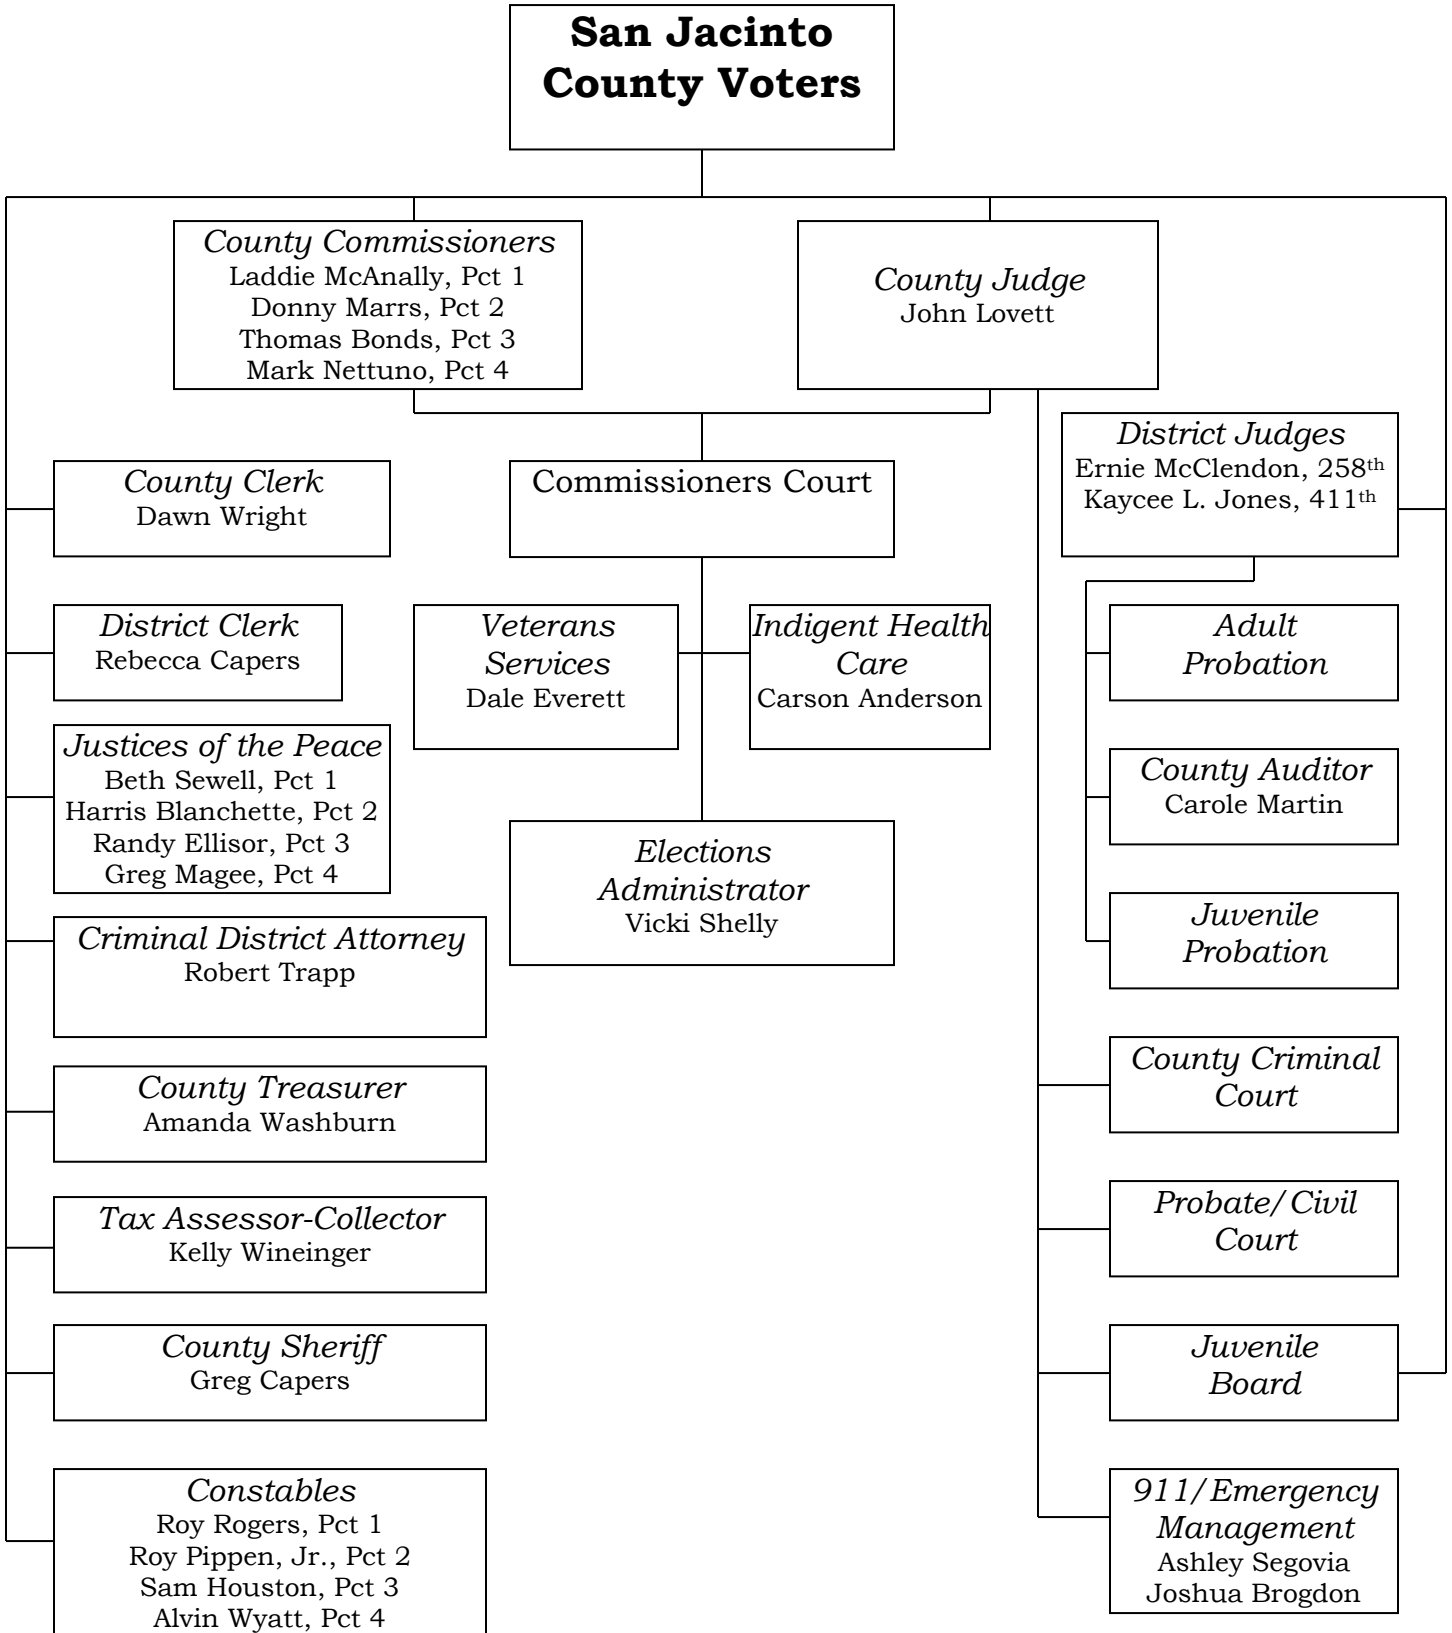 San Jacinto
County Voters
County Commissioners
Laddie McAnally, Pct 1
Donny Marrs, Pct 2
Thomas Bonds, Pct 3
Mark Nettuno, Pct 4
County Judge
John Lovett
District Judges
Ernie McClendon, 258th
Kaycee L. Jones, 411th
County Clerk
Dawn Wright
Commissioners Court
District Clerk
Rebecca Capers
Veterans
Services
Dale Everett
Indigent Health
Care
Carson Anderson
Adult
Probation
Justices of the Peace
Beth Sewell, Pct 1
Harris Blanchette, Pct 2
Randy Ellisor, Pct 3
Greg Magee, Pct 4
County Auditor
Carole Martin
Elections
Administrator
Vicki Shelly
Juvenile
Probation
Criminal District Attorney
Robert Trapp
County Criminal
Court
County Treasurer
Amanda Washburn
Probate/Civil
Court
Tax Assessor-Collector
Kelly Wineinger
County Sheriff
Greg Capers
Juvenile
Board
Constables
Roy Rogers, Pct 1
Roy Pippen, Jr., Pct 2
Sam Houston, Pct 3
Alvin Wyatt, Pct 4
911/Emergency
Management
Ashley Segovia
Joshua Brogdon